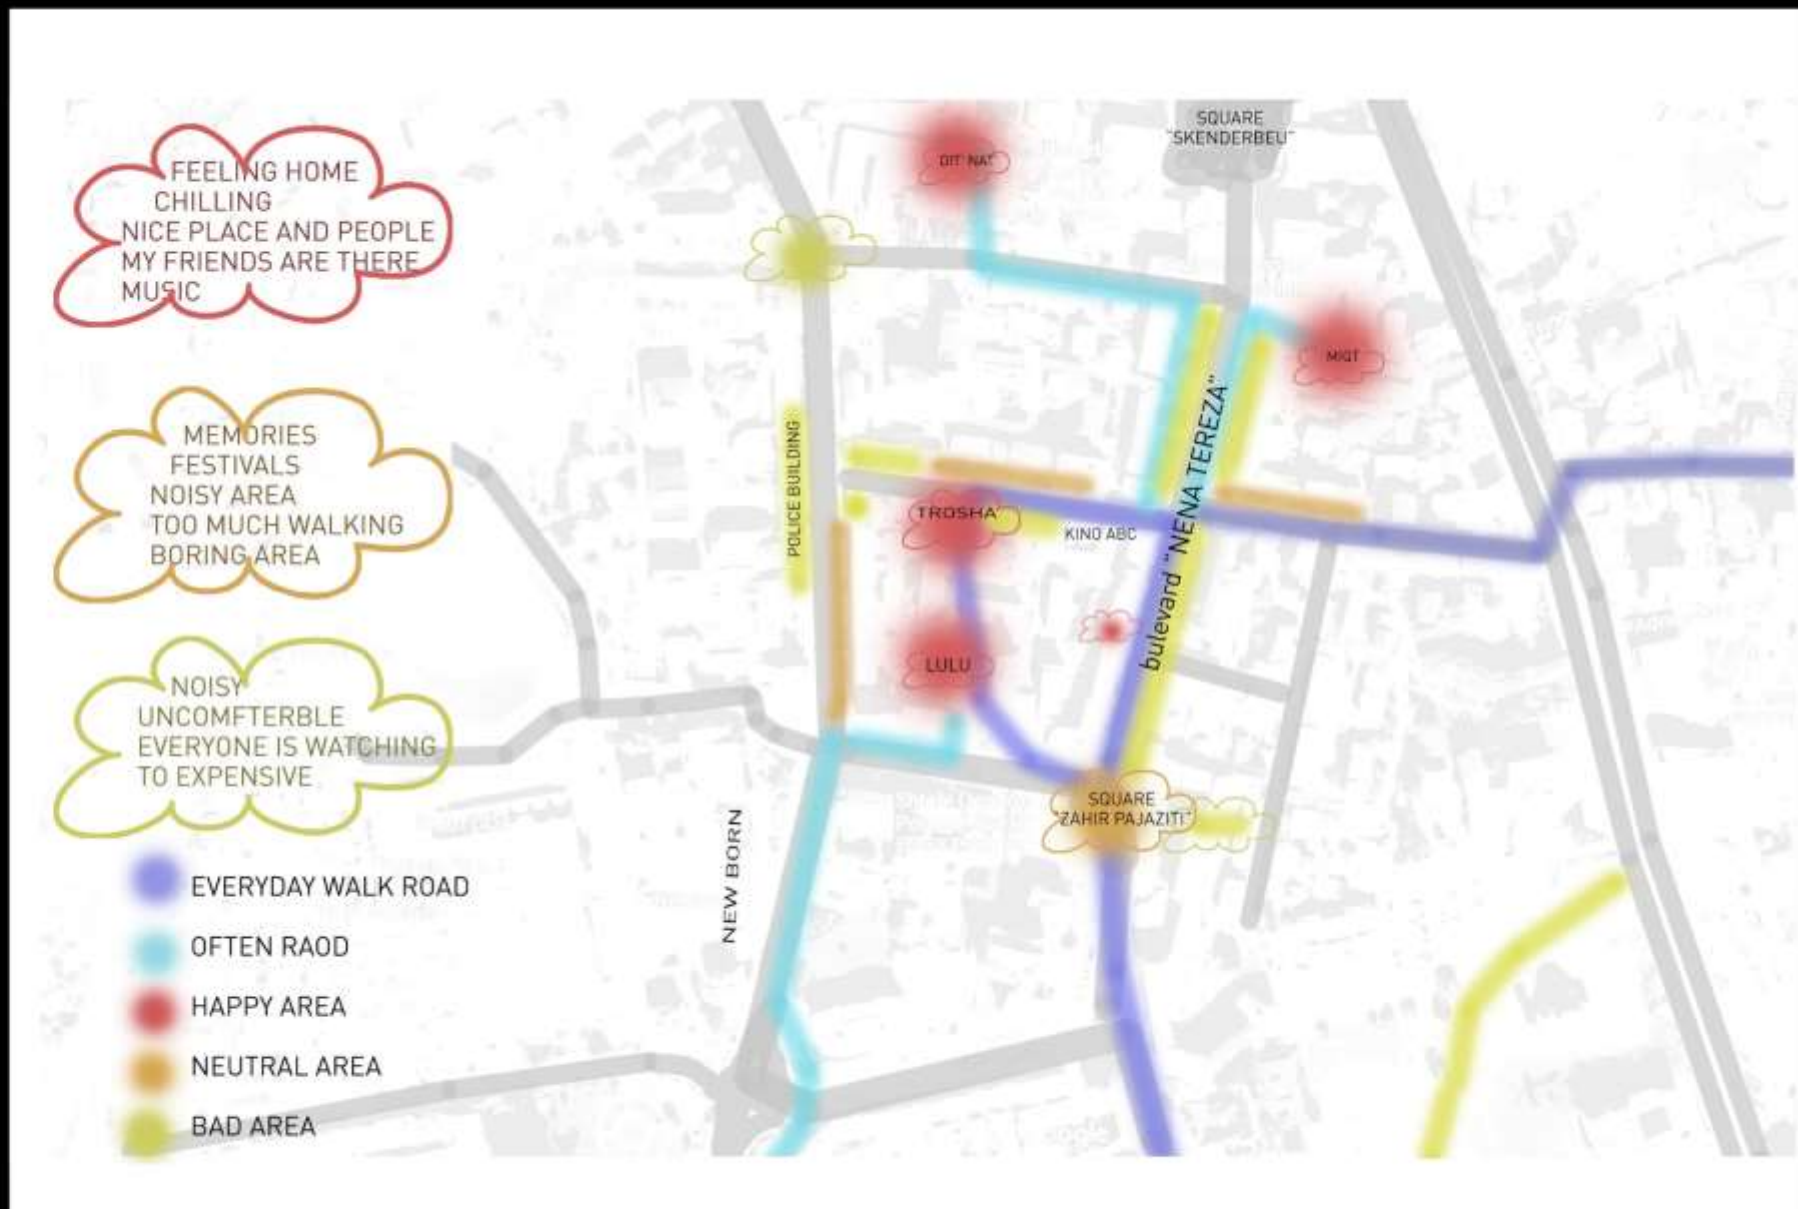 FEELING HOME
CHILLING
NICE PLACE AND PEOPLE
MY FRIENDS ARE THERE
MUSIC
MEMORIES
FESTIVALS
NOISY AREA
TOO MUCH WALKING
BORING AREA
NOISY
UNCOMFTERBLE
EVERYONE IS WATCHING
TO EXPENSIVE
EVERYDAY WALK ROAD
OFTEN RAOD
HAPPY AREA
NEUTRAL AREA
BAD AREA
SQUARE
"SKENDERBEU"
DIT' NAT'
MIQT
POLICE BUILDING
TROSHA
KINO ABC
bulevard "NENA TEREZA"
LULU
SQUARE
"ZAHIR PAJAZITI"
NEW BORN